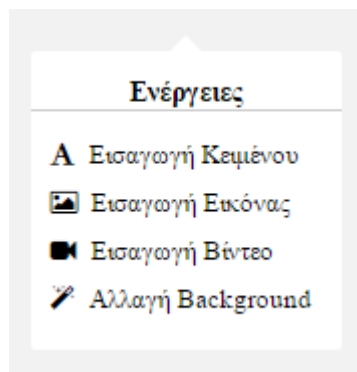 Ενέργειες
Εισαγωγή Κειμένου
Εισαγωγή Εικόνας
Εισαγωγή Βίντεο
Αλλαγή Background